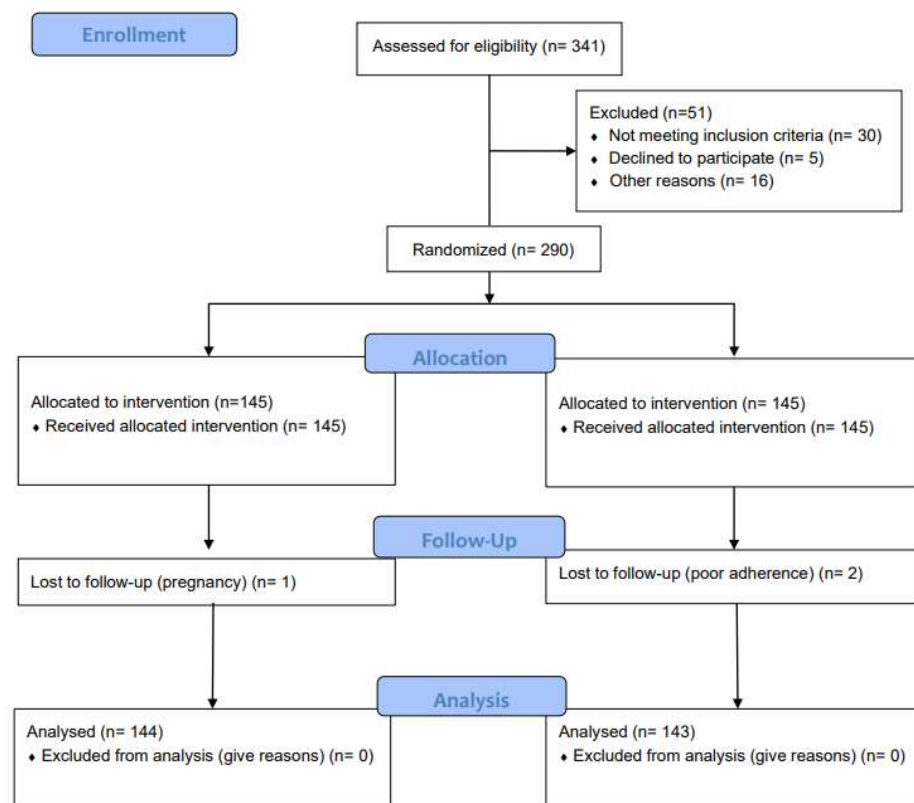 Enrollment
Assessed for eligibility (n= 341)
Excluded (n=51)
♦ Not meeting inclusion criteria (n= 30)
♦ Declined to participate (n= 5)
♦ Other reasons (n= 16)
Randomized (n= 290)
Allocation
Allocated to intervention (n=145)
♦ Received allocated intervention (n= 145)
Allocated to intervention (n= 145)
♦ Received allocated intervention (n= 145)
Follow-Up
Lost to follow-up (pregnancy) (n= 1)
Lost to follow-up (poor adherence) (n= 2)
Analysis
Analysed (n= 144)
♦ Excluded from analysis (give reasons) (n= 0)
Analysed (n= 143)
♦ Excluded from analysis (give reasons) (n= 0)